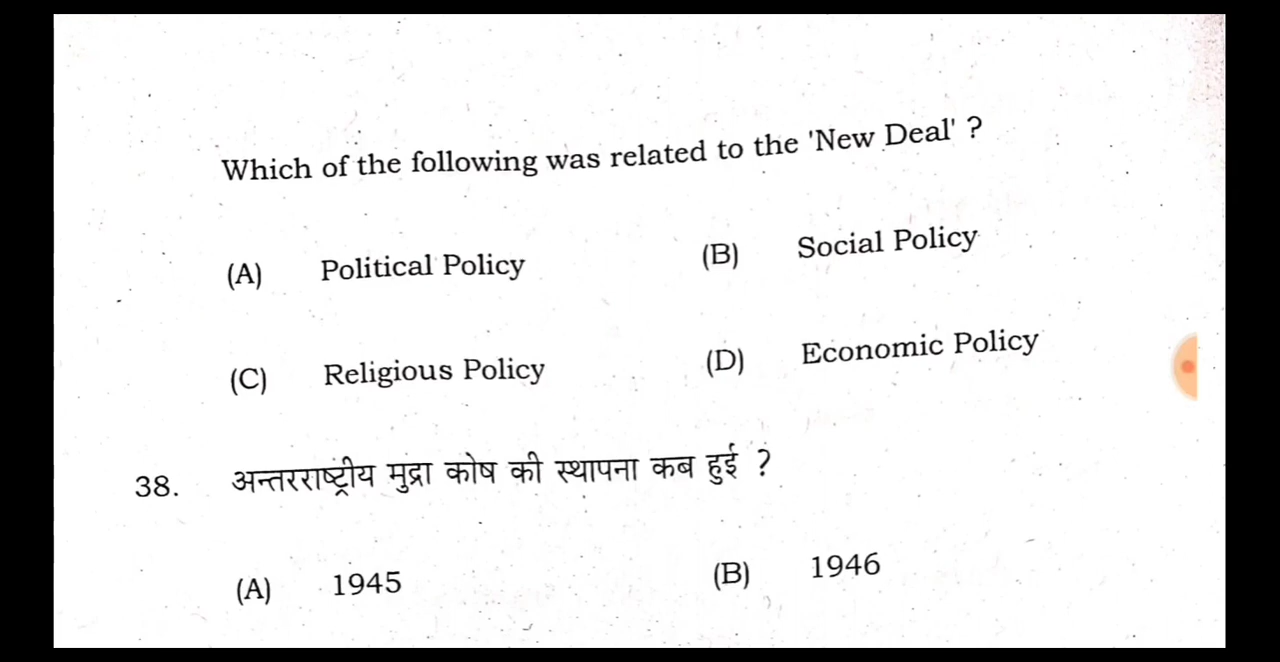 Which of the following was related to the 'New Deal' ?
(A) Political Policy (B) Social Policy
(C) Religious Policy (D) Economic Policy
38. अन्तरराष्ट्रीय मुद्रा कोष की स्थापना कब हुई ?
(A) 1945 (B) 1946